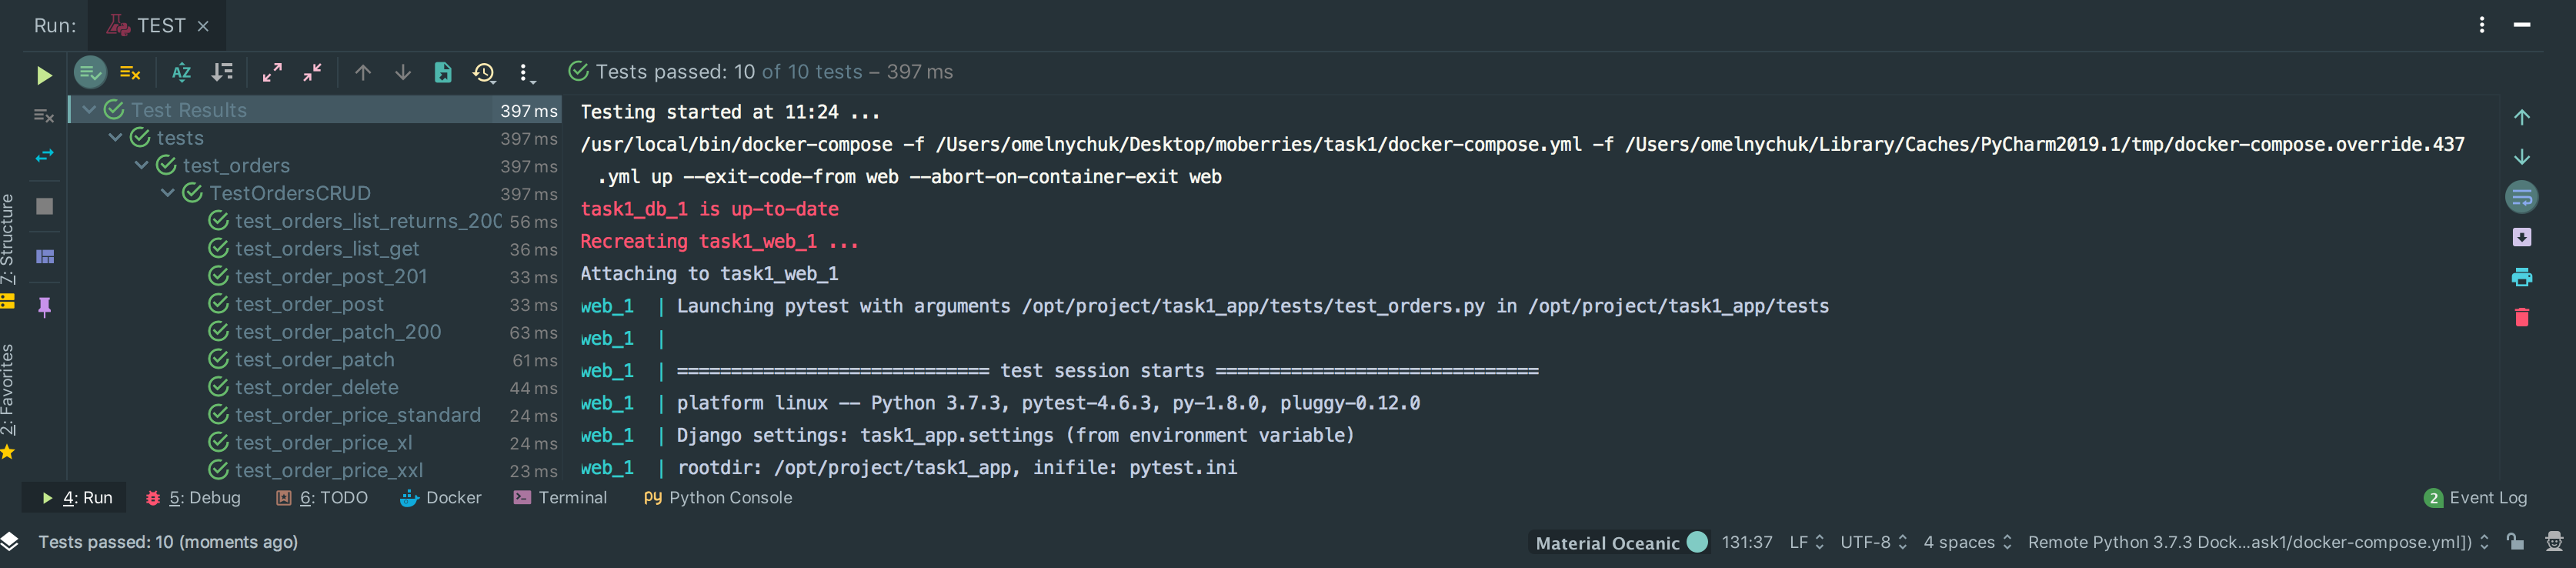 Run: TEST ×
Tests passed: 10 of 10 tests – 397 ms
Test Results 397 ms
tests 397 ms
test_orders 397 ms
TestOrdersCRUD 397 ms
test_orders_list_returns_200 56 ms
test_orders_list_get 36 ms
test_order_post_201 33 ms
test_order_post 33 ms
test_order_patch_200 63 ms
test_order_patch 61 ms
test_order_delete 44 ms
test_order_price_standard 24 ms
test_order_price_xl 24 ms
test_order_price_xxl 23 ms
Testing started at 11:24 ...
/usr/local/bin/docker-compose -f /Users/omelnychuk/Desktop/moberries/task1/docker-compose.yml -f /Users/omelnychuk/Library/Caches/PyCharm2019.1/tmp/docker-compose.override.437
.yml up --exit-code-from web --abort-on-container-exit web
task1_db_1 is up-to-date
Recreating task1_web_1 ...
Attaching to task1_web_1
web_1 | Launching pytest with arguments /opt/project/task1_app/tests/test_orders.py in /opt/project/task1_app/tests
web_1 |
web_1 | ============================= test session starts ==============================
web_1 | platform linux -- Python 3.7.3, pytest-4.6.3, py-1.8.0, pluggy-0.12.0
web_1 | Django settings: task1_app.settings (from environment variable)
web_1 | rootdir: /opt/project/task1_app, inifile: pytest.ini
7: Structure
2: Favorites
4: Run 5: Debug 6: TODO Docker Terminal Python Console 2 Event Log
Tests passed: 10 (moments ago) Material Oceanic 131:37 LF UTF-8 4 spaces Remote Python 3.7.3 Dock...ask1/docker-compose.yml])